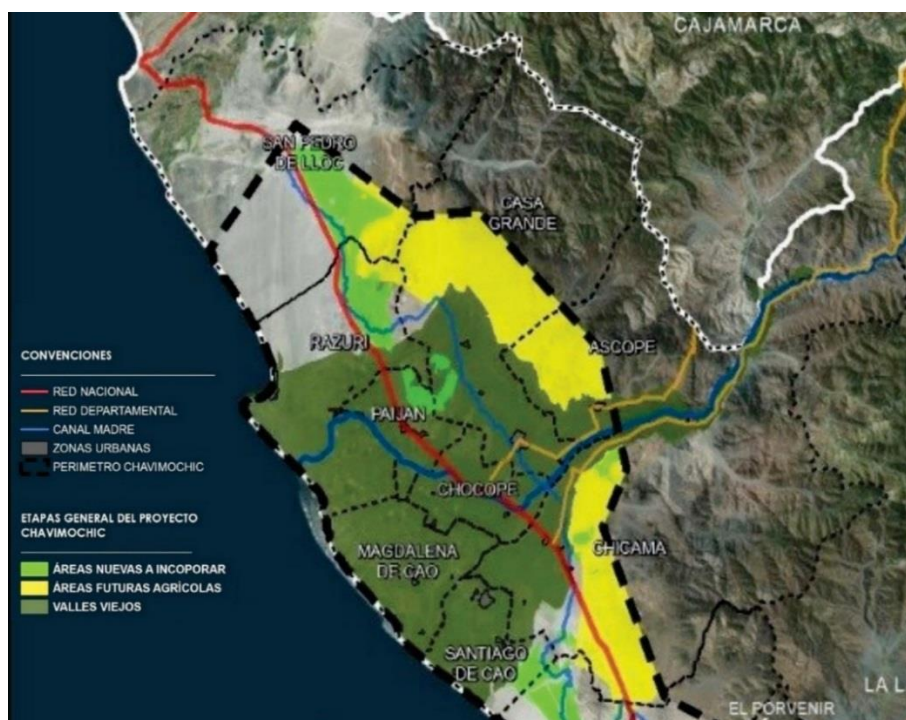 CAJAMARCA
SAN PEDRO
DE LLOC
CASA
GRANDE
RAZURI
ASCOPE
PAIJAN
CHOCOPE
CHICAMA
MAGDALENA
DE CAO
SANTIAGO
DE CAO
LA L
EL PORVENIR
CONVENCIONES
RED NACIONAL
RED DEPARTAMENTAL
CANAL MADRE
ZONAS URBANAS
PERIMETRO CHAVIMOCHIC
ETAPAS GENERAL DEL PROYECTO
CHAVIMOCHIC
ÁREAS NUEVAS A INCOPORAR
ÁREAS FUTURAS AGRÍCOLAS
VALLES VIEJOS